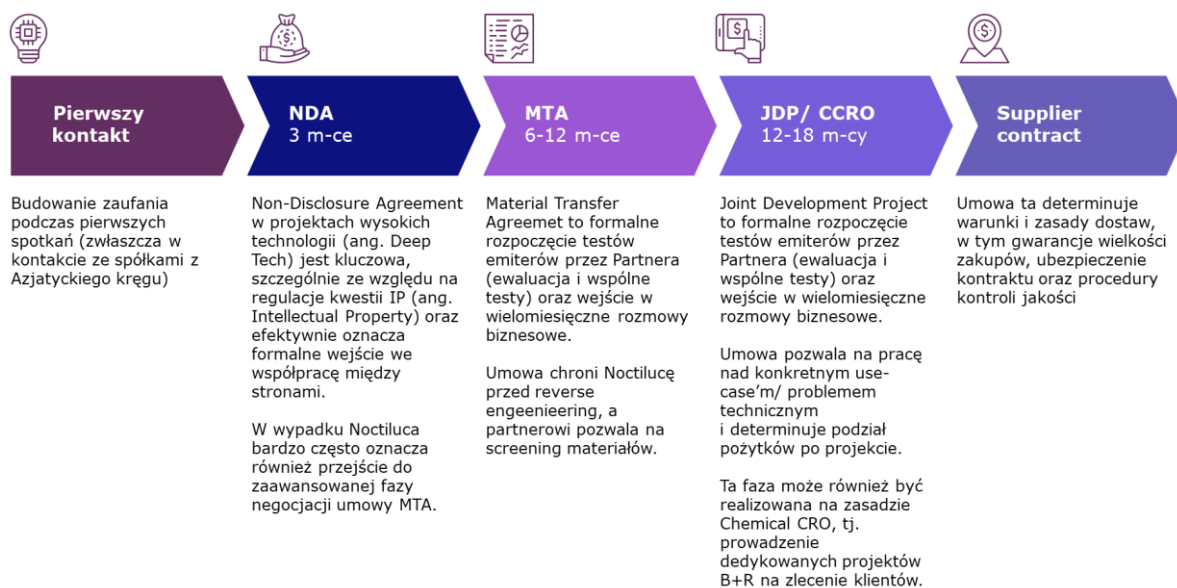 Pierwszy
kontakt
NDA
3 m-ce
MTA
6-12 m-ce
JDP/ CCRO
12-18 m-cy
Supplier
contract
Budowanie zaufania
podczas pierwszych
spotkań (zwłaszcza w
kontakcie ze spółkami z
Azjatyckiego kręgu)
Non-Disclosure Agreement
w projektach wysokich
technologii (ang. Deep
Tech) jest kluczowa,
szczególnie ze względu na
regulacje kwestii IP (ang.
Intellectual Property) oraz
efektywnie oznacza
formalne wejście we
współpracę między
stronami.
W wypadku Noctiluca
bardzo często oznacza
również przejście do
zaawansowanej fazy
negocjacji umowy MTA.
Material Transfer
Agreemet to formalne
rozpoczęcie testów
emiterów przez Partnera
(ewaluacja i wspólne
testy) oraz wejście w
wielomiesięczne rozmowy
biznesowe.
Umowa chroni Noctilucę
przed reverse
engeenieering, a
partnerowi pozwala na
screening materiałów.
Joint Development Project
to formalne rozpoczęcie
testów emiterów przez
Partnera (ewaluacja i
wspólne testy) oraz
wejście w wielomiesięczne
rozmowy biznesowe.
Umowa pozwala na pracę
nad konkretnym use-
case'm/ problemem
technicznym
i determinuje podział
pożytków po projekcie.
Ta faza może również być
realizowana na zasadzie
Chemical CRO, tj.
prowadzenie
dedykowanych projektów
B+R na zlecenie klientów.
Umowa ta determinuje
warunki i zasady dostaw,
w tym gwarancje wielkości
zakupów, ubezpieczenie
kontraktu oraz procedury
kontroli jakości